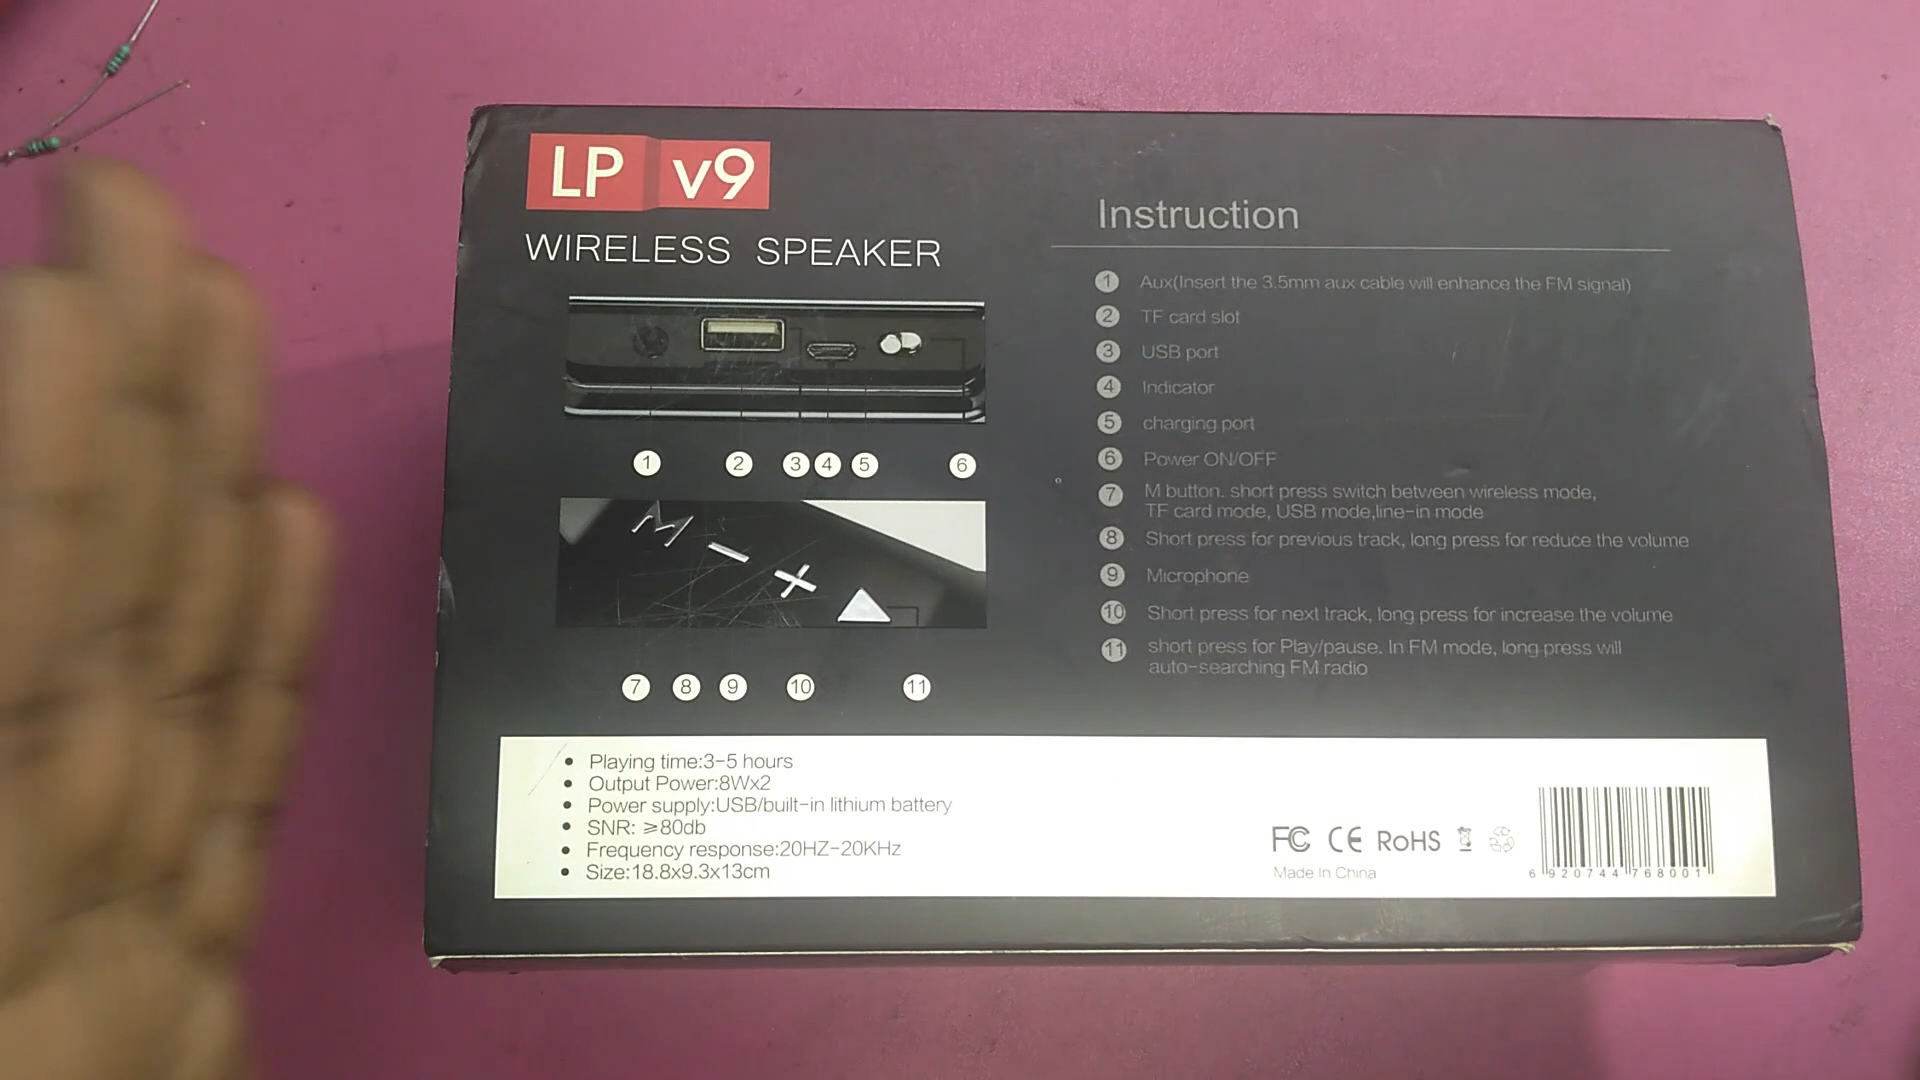 LP v9
WIRELESS SPEAKER
1 2 3 4 5 6
M - +
7 8 9 10 11
Instruction
1 Aux(Insert the 3.5mm aux cable will enhance the FM signal)
2 TF card slot
3 USB port
4 Indicator
5 charging port
6 Power ON/OFF
7 M button. short press switch between wireless mode,
TF card mode, USB mode,line-in mode
8 Short press for previous track, long press for reduce the volume
9 Microphone
10 Short press for next track, long press for increase the volume
11 short press for Play/pause. In FM mode, long press will
auto-searching FM radio
• Playing time:3-5 hours
• Output Power:8Wx2
• Power supply:USB/built-in lithium battery
• SNR: ≥80db
• Frequency response:20HZ-20KHz
• Size:18.8x9.3x13cm
FC CE RoHS
Made In China
6 920744 768001